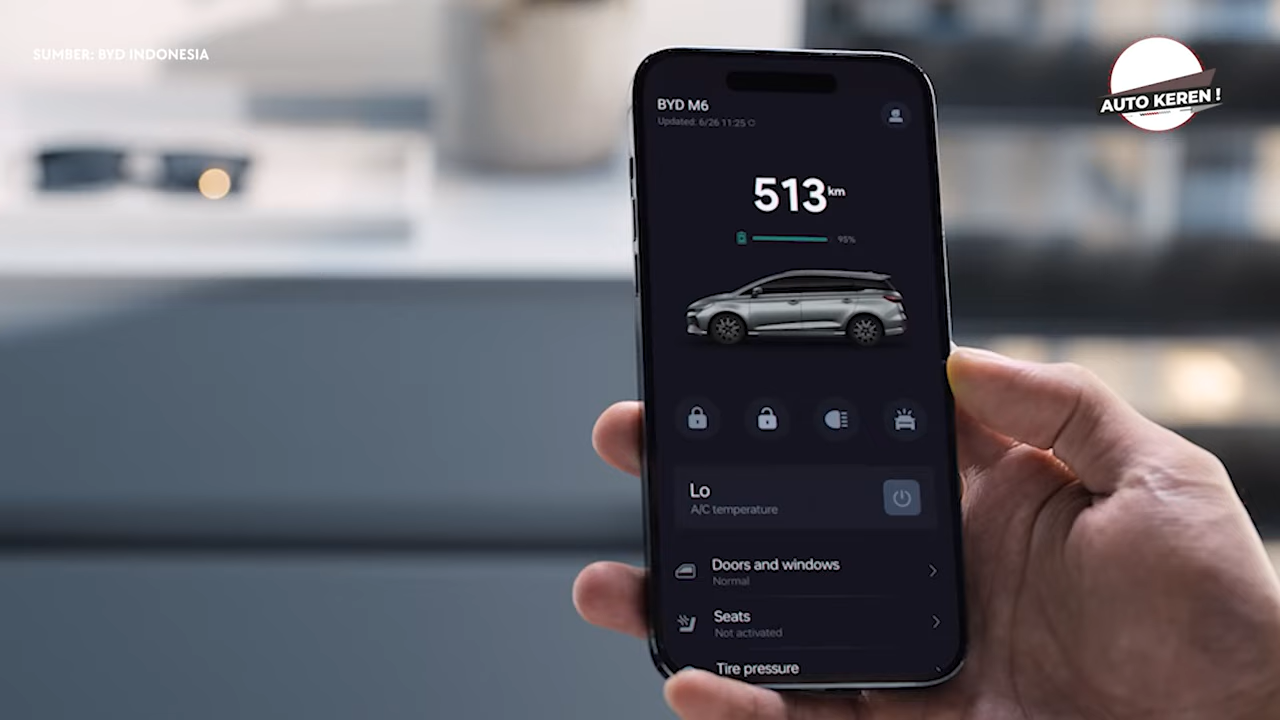 SUMBER: BYD INDONESIA
AUTO KEREN !
BYD M6
Updated: 6/26 11:25
513 km
95%
Lo
A/C temperature
Doors and windows
Normal
Seats
Not activated
Tire pressure